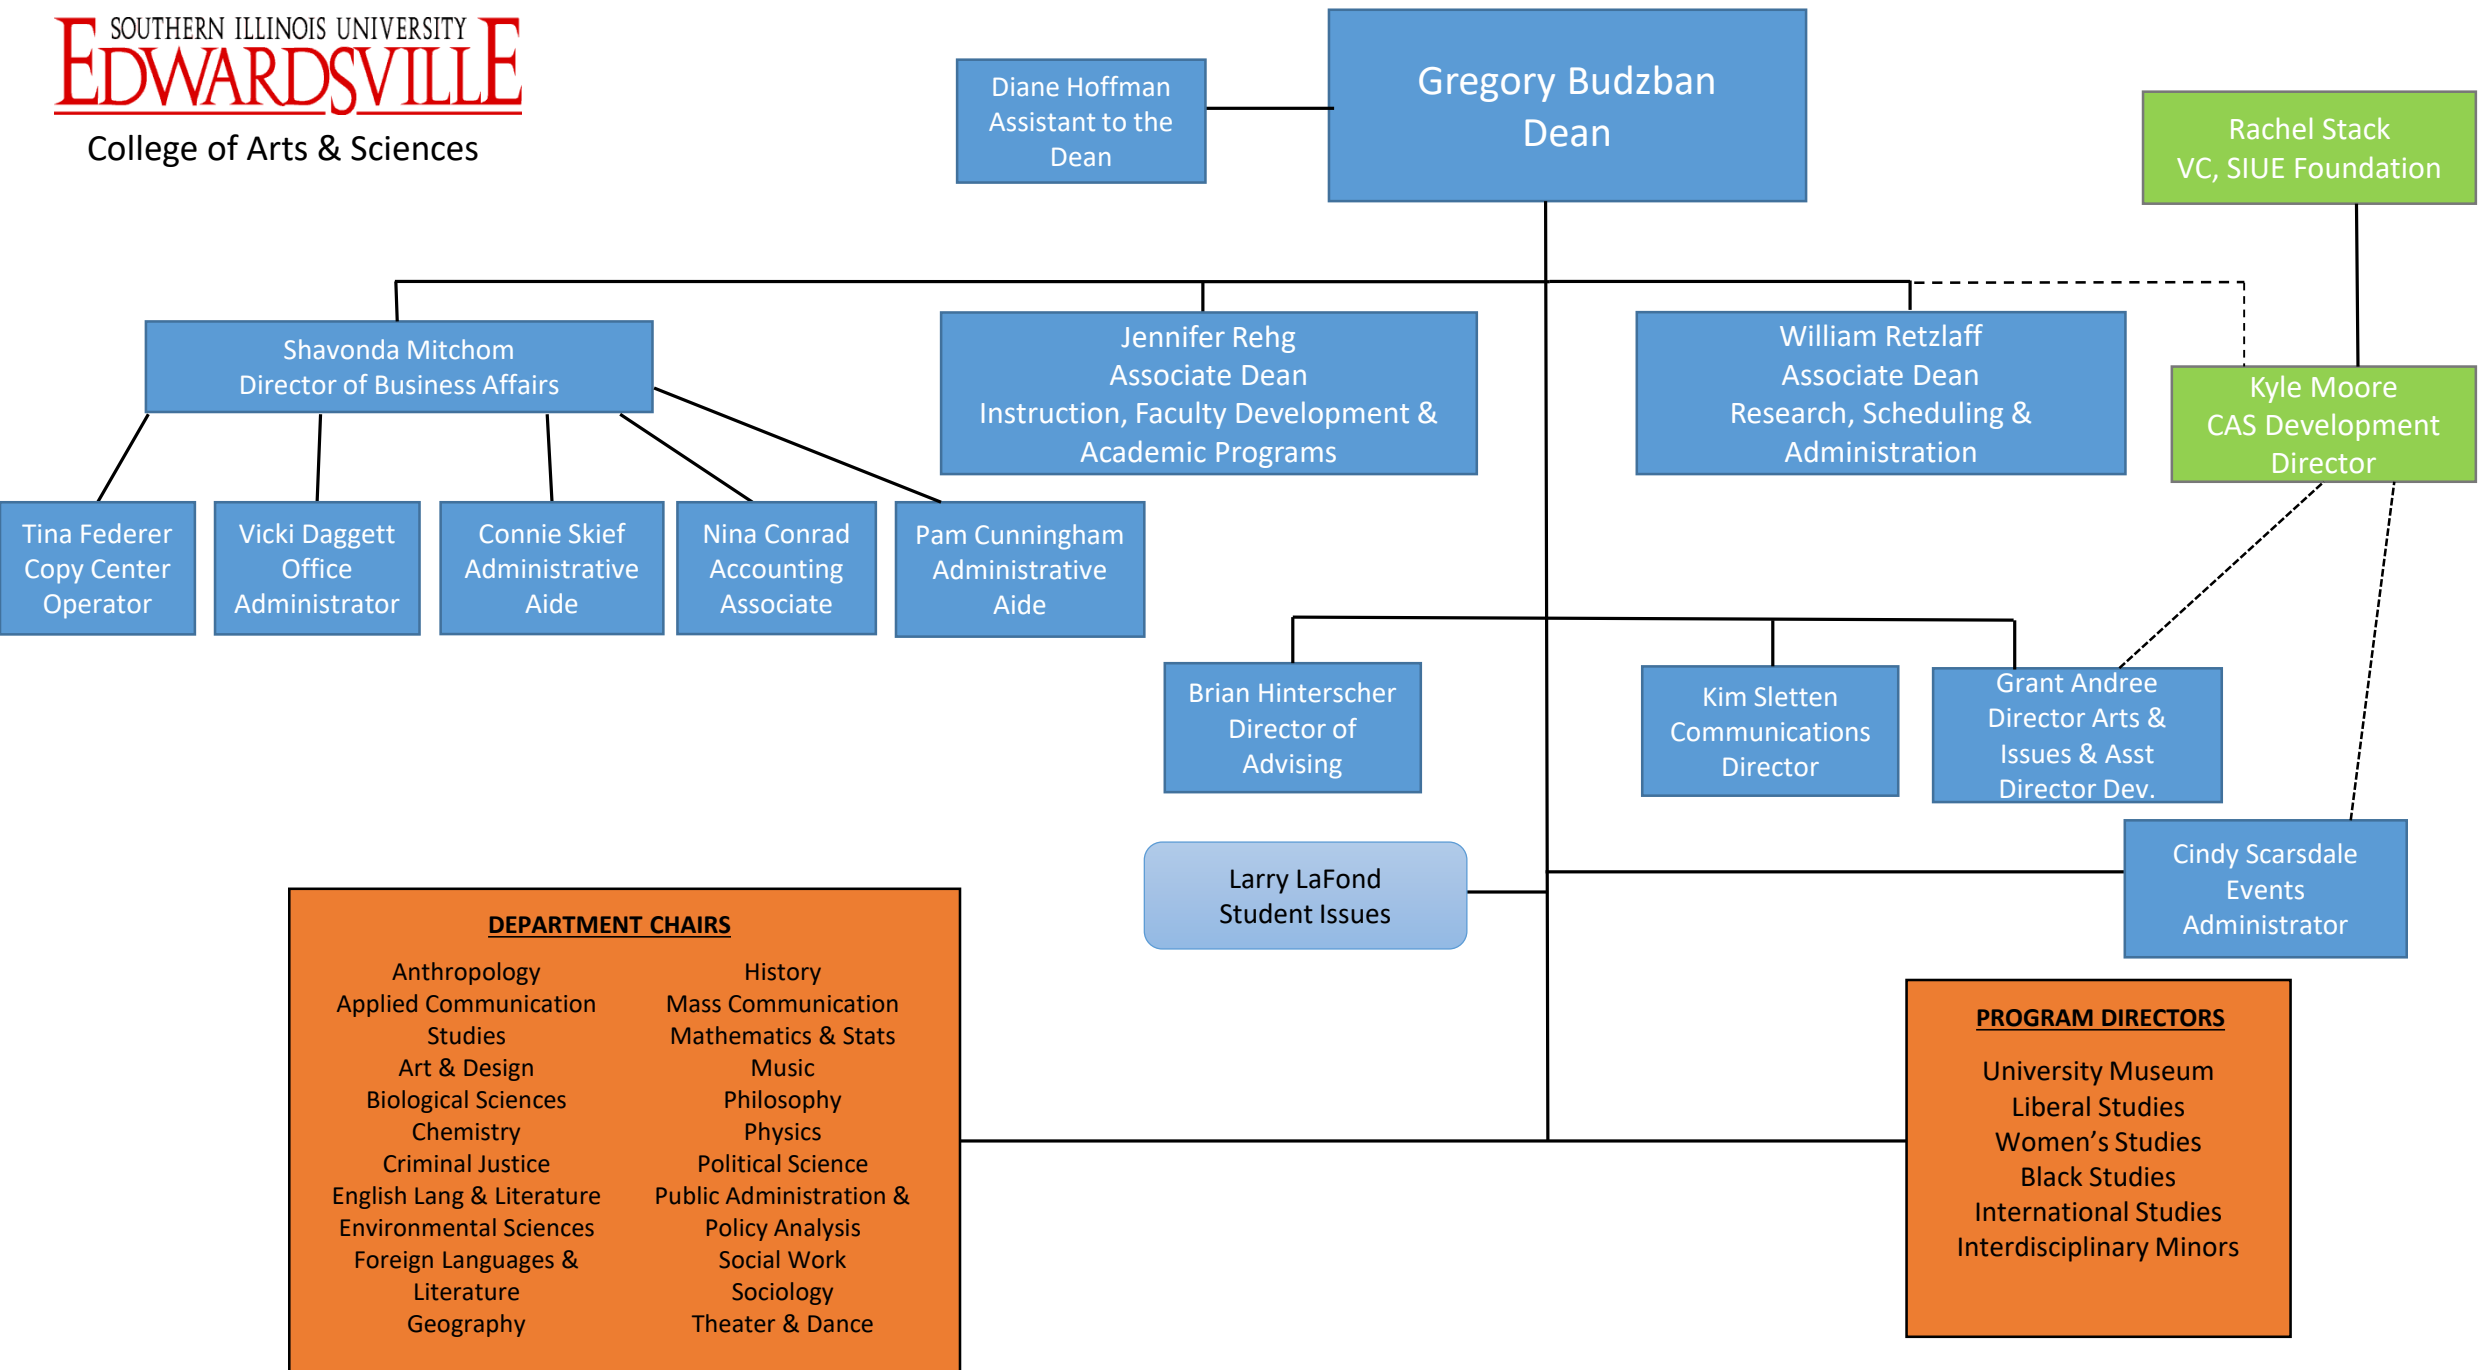 SOUTHERN ILLINOIS UNIVERSITY
EDWARDSVILLE
College of Arts & Sciences
Diane Hoffman
Assistant to the
Dean
Gregory Budzban
Dean
Rachel Stack
VC, SIUE Foundation
Shavonda Mitchom
Director of Business Affairs
Jennifer Rehg
Associate Dean
Instruction, Faculty Development &
Academic Programs
William Retzlaff
Associate Dean
Research, Scheduling &
Administration
Kyle Moore
CAS Development
Director
Tina Federer
Copy Center
Operator
Vicki Daggett
Office
Administrator
Connie Skief
Administrative
Aide
Nina Conrad
Accounting
Associate
Pam Cunningham
Administrative
Aide
Brian Hinterscher
Director of
Advising
Kim Sletten
Communications
Director
Grant Andree
Director Arts &
Issues & Asst
Director Dev.
Larry LaFond
Student Issues
Cindy Scarsdale
Events
Administrator
DEPARTMENT CHAIRS
Anthropology
Applied Communication
Studies
Art & Design
Biological Sciences
Chemistry
Criminal Justice
English Lang & Literature
Environmental Sciences
Foreign Languages &
Literature
Geography
History
Mass Communication
Mathematics & Stats
Music
Philosophy
Physics
Political Science
Public Administration &
Policy Analysis
Social Work
Sociology
Theater & Dance
PROGRAM DIRECTORS
University Museum
Liberal Studies
Women’s Studies
Black Studies
International Studies
Interdisciplinary Minors